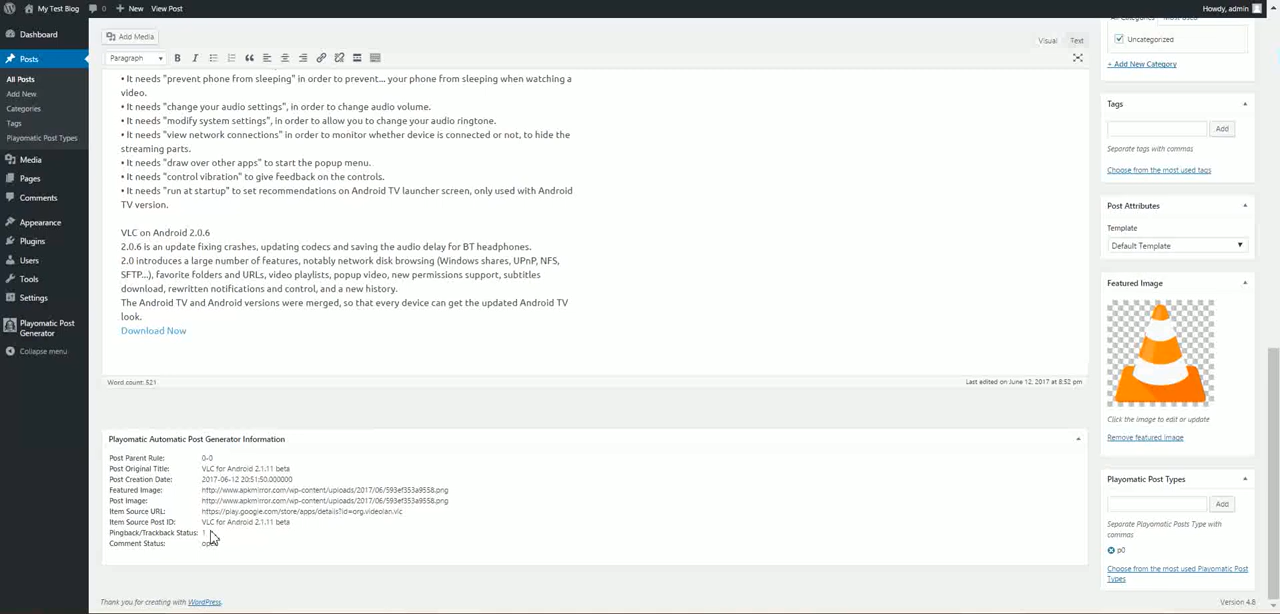 My Test Blog 0 New View Post Howdy, admin
Dashboard
Posts
All Posts
Add New
Categories
Tags
Playomatic Post Types
Media
Pages
Comments
Appearance
Plugins
Users
Tools
Settings
Playomatic Post
Generator
Collapse menu
Add Media
Visual Text
Paragraph
• It needs "prevent phone from sleeping" in order to prevent... your phone from sleeping when watching a
video.
• It needs "change your audio settings", in order to change audio volume.
• It needs "modify system settings", in order to allow you to change your audio ringtone.
• It needs "view network connections" in order to monitor whether device is connected or not, to hide the
streaming parts.
• It needs "draw over other apps" to start the popup menu.
• It needs "control vibration" to give feedback on the controls.
• It needs "run at startup" to set recommendations on Android TV launcher screen, only used with Android
TV version.
VLC on Android 2.0.6
2.0.6 is an update fixing crashes, updating codecs and saving the audio delay for BT headphones.
2.0 introduces a large number of features, notably network disk browsing (Windows shares, UPnP, NFS,
SFTP...), favorite folders and URLs, video playlists, popup video, new permissions support, subtitles
download, rewritten notifications and control, and a new history.
The Android TV and Android versions were merged, so that every device can get the updated Android TV
look.
Download Now
Word count: 521 Last edited on June 12, 2017 at 8:52 pm
Playomatic Automatic Post Generator Information
Post Parent Rule: 0-0
Post Original Title: VLC for Android 2.1.11 beta
Post Creation Date: 2017-06-12 20:51:50.000000
Featured Image: http://www.apkmirror.com/wp-content/uploads/2017/06/593ef353a9558.png
Post Image: http://www.apkmirror.com/wp-content/uploads/2017/06/593ef353a9558.png
Item Source URL: https://play.google.com/store/apps/details?id=org.videolan.vlc
Item Source Post ID: VLC for Android 2.1.11 beta
Pingback/Trackback Status: 1
Comment Status:
Thank you for creating with WordPress.
Uncategorized
+ Add New Category
Tags
Add
Separate tags with commas
Choose from the most used tags
Post Attributes
Template
Default Template
Featured Image
Click the image to edit or update
Remove featured image
Playomatic Post Types
Add
Separate Playomatic Posts Type with
commas
p0
Choose from the most used Playomatic Post
Types
Version 4.8